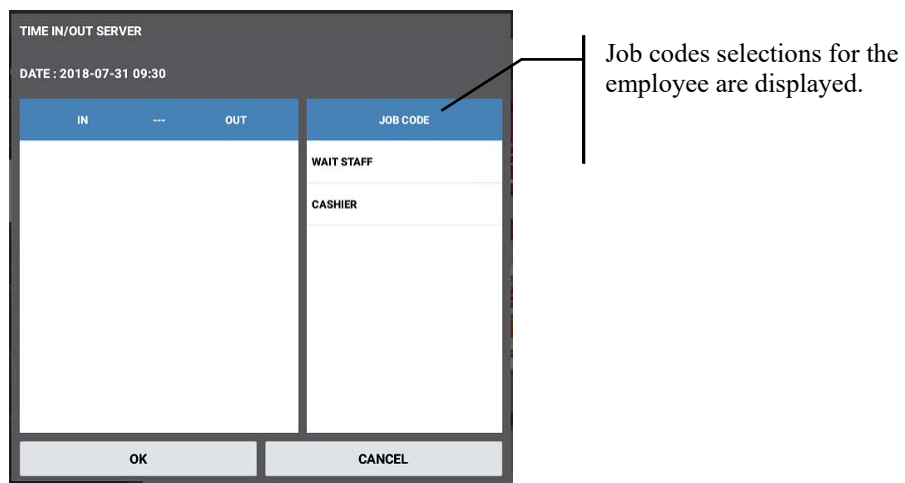 TIME IN/OUT SERVER
DATE : 2018-07-31 09:30
IN --- OUT
JOB CODE
WAIT STAFF
CASHIER
OK
CANCEL
Job codes selections for the
employee are displayed.